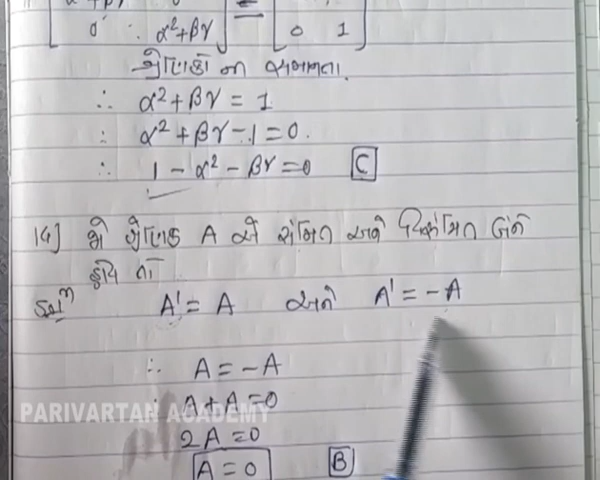 0 ∴ α²+βγ] = [0 1]
શ્રેણિકો ના સમાનતા.
∴ α²+βγ = 1
∴ α²+βγ-1=0.
∴ 1-α²-βγ=0 [C]
14] જો શ્રેણિક A એ સંમિત અને વિસંમિત બંને
હોય તો
A' = A અને A' = -A
∴ A = -A
∴ A+A=0
PARIVARTAN ACADEMY
2A=0
A=0 [B]